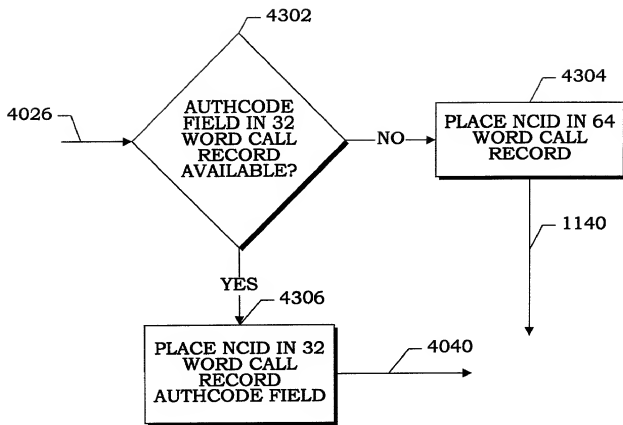 4302
4026
AUTHCODE
FIELD IN 32
WORD CALL
RECORD
AVAILABLE?
NO
4304
PLACE NCID IN 64
WORD CALL
RECORD
1140
YES
4306
PLACE NCID IN 32
WORD CALL
RECORD
AUTHCODE FIELD
4040